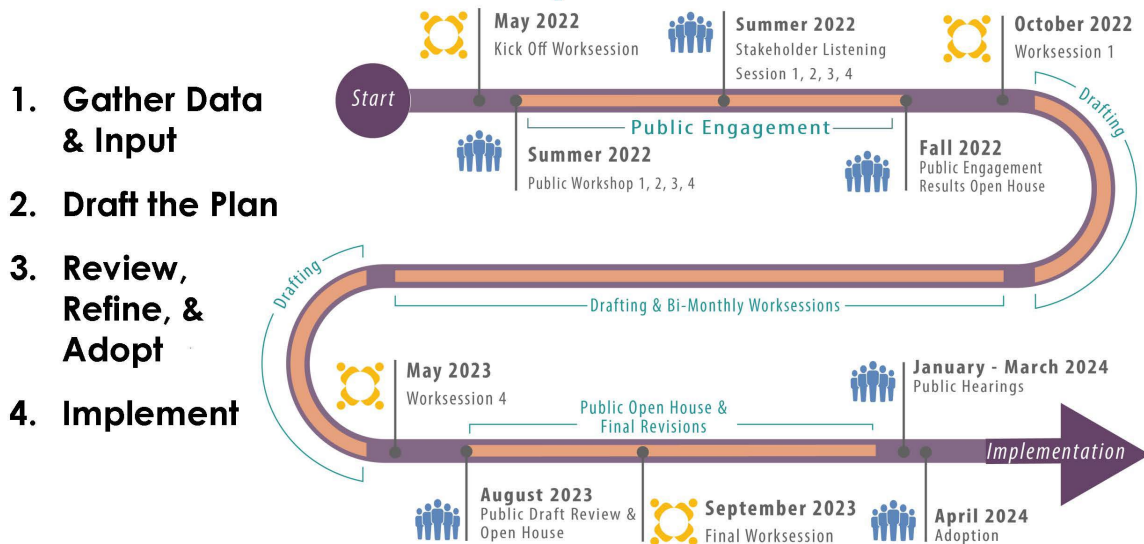 1. Gather Data
& Input
2. Draft the Plan
3. Review,
Refine, &
Adopt
4. Implement
Start
May 2022
Kick Off Worksession
Summer 2022
Stakeholder Listening
Session 1, 2, 3, 4
October 2022
Worksession 1
Public Engagement
Summer 2022
Public Workshop 1, 2, 3, 4
Fall 2022
Public Engagement
Results Open House
Drafting
Drafting & Bi-Monthly Worksessions
Drafting
May 2023
Worksession 4
Public Open House &
Final Revisions
January - March 2024
Public Hearings
August 2023
Public Draft Review &
Open House
September 2023
Final Worksession
April 2024
Adoption
Implementation